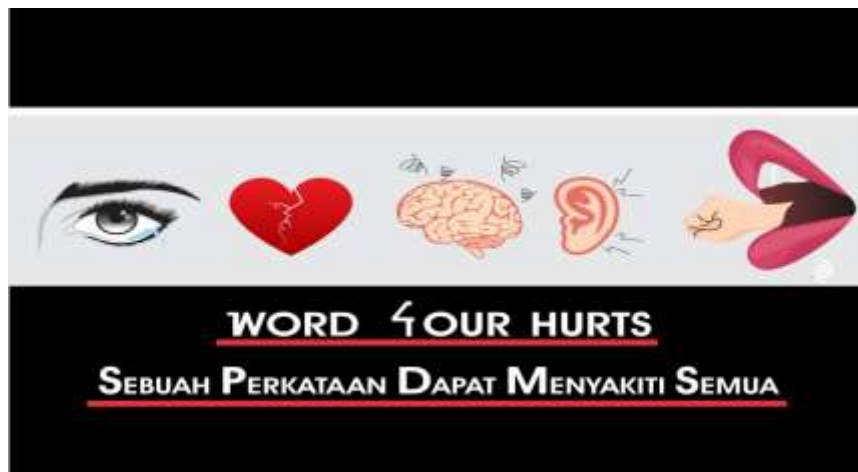 WORD 4OUR HURTS
SEBUAH PERKATAAN DAPAT MENYAKITI SEMUA